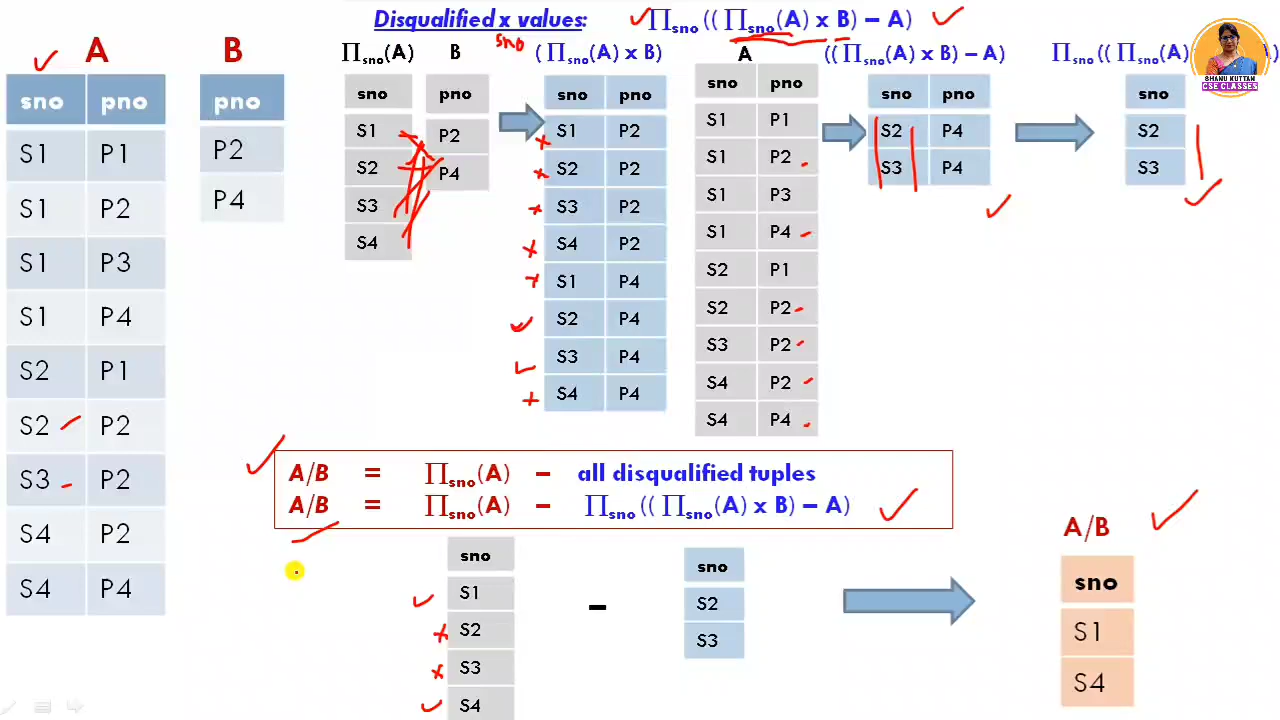 Disqualified x values: ∏sno(( ∏sno(A) x B) – A)
sno
A
B
sno pno
S1 P1
S1 P2
S1 P3
S1 P4
S2 P1
S2 P2
S3 P2
S4 P2
S4 P4
pno
P2
P4
∏sno(A) B
sno
S1
S2
S3
S4
pno
P2
P4
(∏sno(A) x B)
sno pno
S1 P2
S2 P2
S3 P2
S4 P2
S1 P4
S2 P4
S3 P4
S4 P4
A
sno pno
S1 P1
S1 P2
S1 P3
S1 P4
S2 P1
S2 P2
S3 P2
S4 P2
S4 P4
((∏sno(A) x B) – A)
sno pno
S2 P4
S3 P4
∏sno(( ∏sno(A)
sno
S2
S3
BHANU KUTTAN
CSE CLASSES
A/B = ∏sno(A) – all disqualified tuples
A/B = ∏sno(A) – ∏sno(( ∏sno(A) x B) – A)
sno
S1
S2
S3
S4
–
sno
S2
S3
A/B
sno
S1
S4